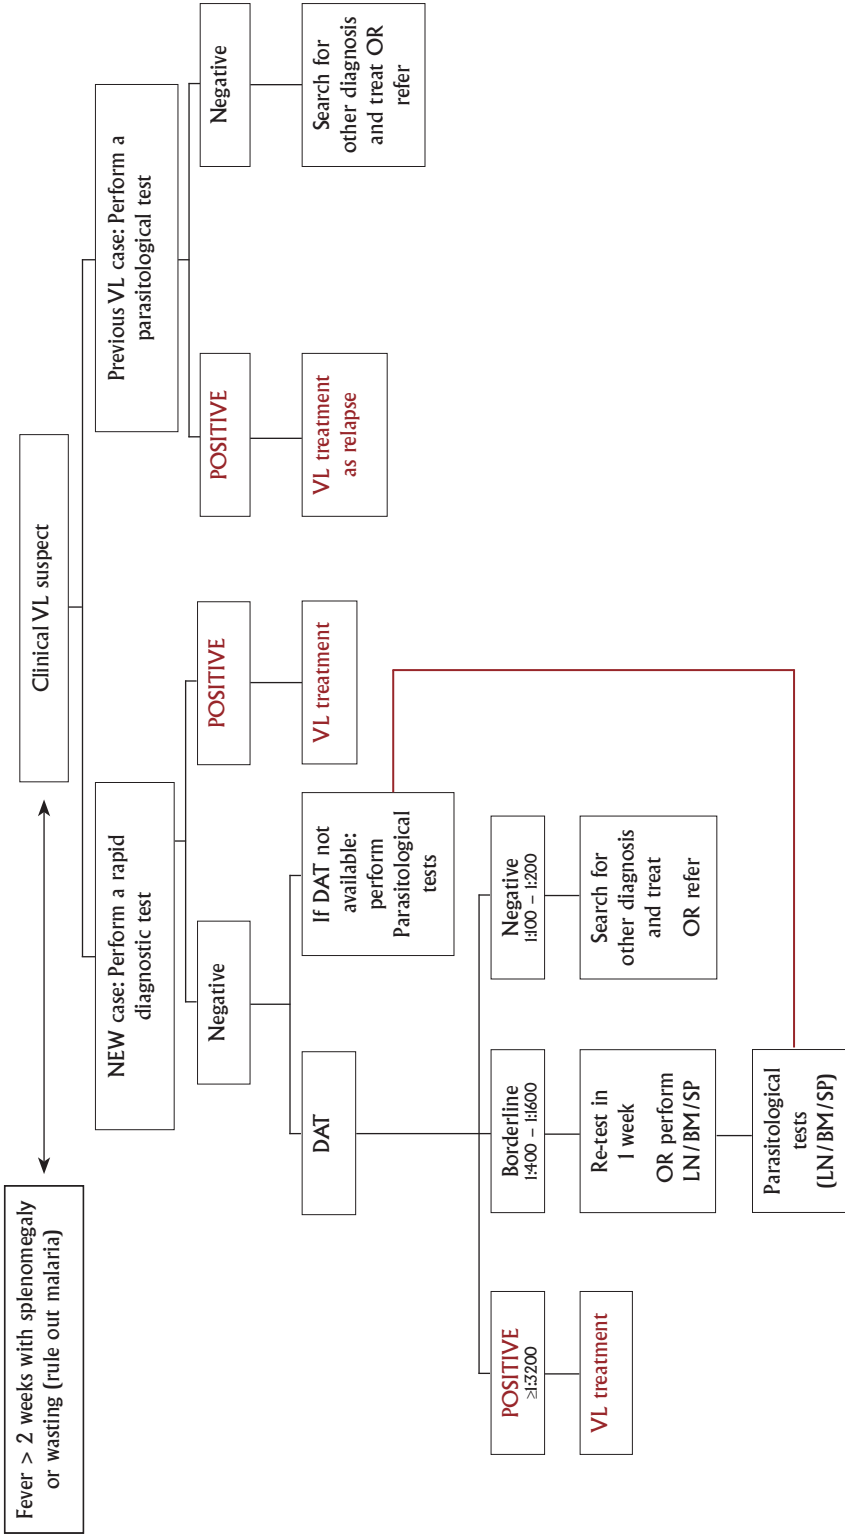 Fever > 2 weeks with splenomegaly
or wasting (rule out malaria)
Clinical VL suspect
NEW case: Perform a rapid
diagnostic test
Previous VL case: Perform a
parasitological test
Negative
POSITIVE
POSITIVE
Negative
DAT
If DAT not
available:
perform
Parasitological
tests
VL treatment
VL treatment
as relapse
Search for
other diagnosis
and treat OR
refer
POSITIVE
≥1:3200
Borderline
1:400 – 1:1600
Negative
1:100 – 1:200
VL treatment
Re-test in
1 week
OR perform
LN/BM/SP
Search for
other diagnosis
and treat
OR refer
Parasitological
tests
(LN/BM/SP)